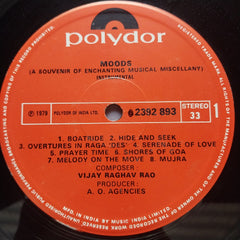 polydor
MOODS
(A SOUVENIR OF ENCHANTING MUSICAL MISCELLANY)
INSTRUMENTAL
℗ 1979
POLYDOR OF INDIA LTD.
2392 893
STEREO
33
1
1. BOATRIDE 2. HIDE AND SEEK
3. OVERTURES IN RAGA 'DES' 4. SERENADE OF LOVE
5. PRAYER TIME 6. SHORES OF GOA
7. MELODY ON THE MOVE 8. MUJRA
COMPOSER:
VIJAY RAGHAV RAO
PRODUCER:
A. D. AGENCIES
MADE IN INDIA BY MUSIC INDIA LIMITED